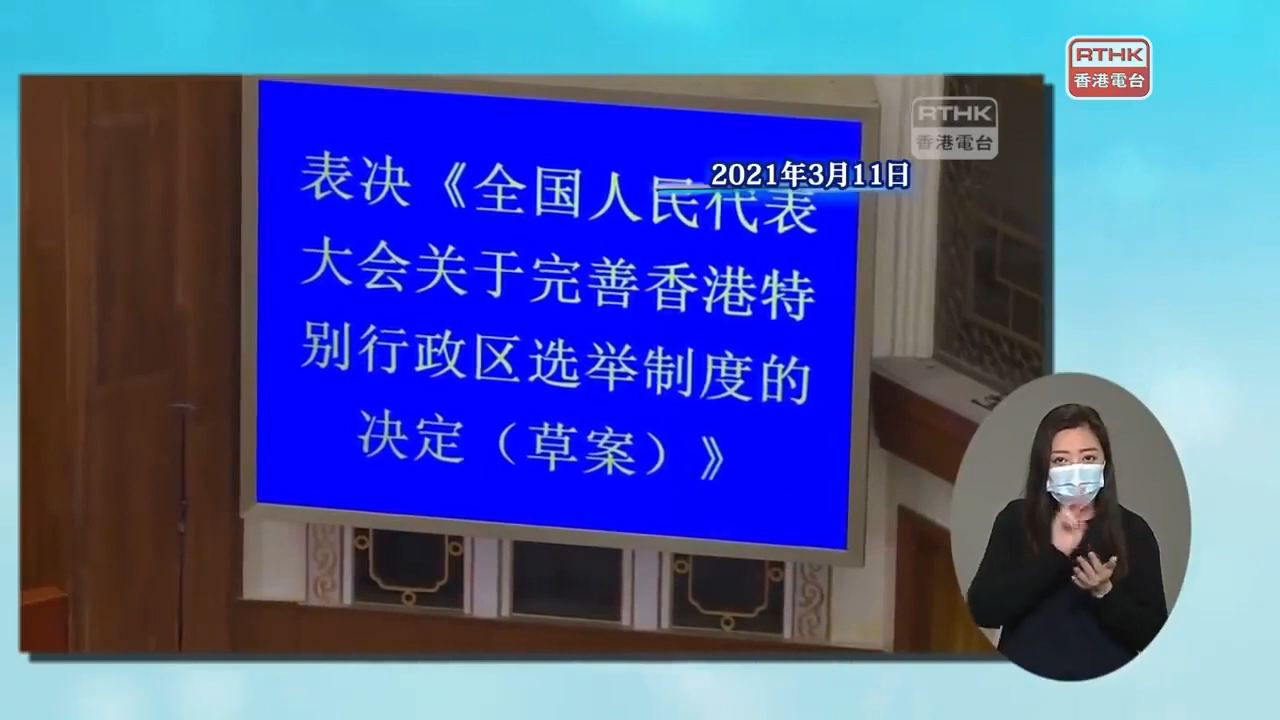 RTHK
香港電台
RTHK
香港電台
2021年3月11日
表决《全国人民代表
大会关于完善香港特
别行政区选举制度的
决定（草案）》